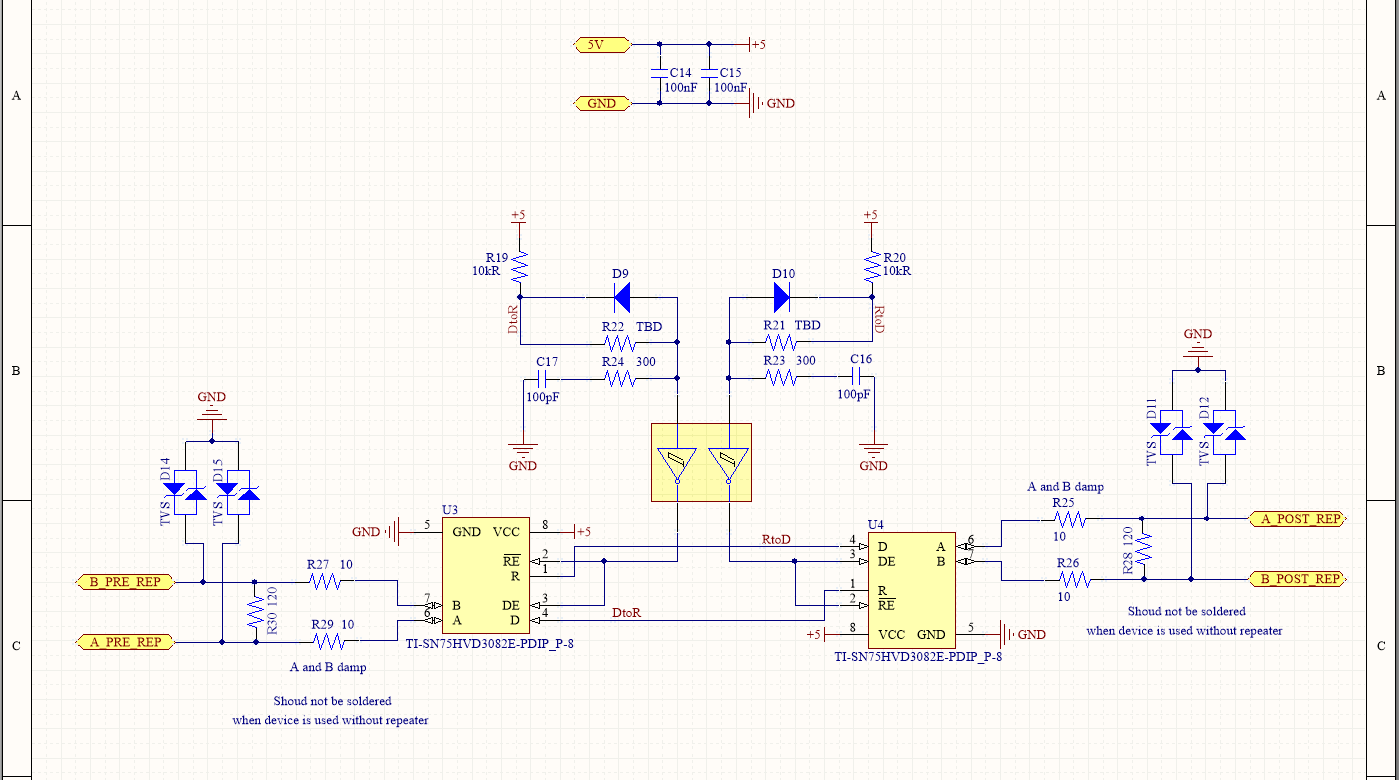 5V
+5
C14
100nF
C15
100nF
GND
GND
A
A
+5
+5
R19
10kR
R20
10kR
D9
D10
DtoR
RtoD
R22 TBD
R21 TBD
C17
100pF
R24 300
R23 300
C16
100pF
GND
GND
B
B
GND
D14
TVS
D15
TVS
GND
D11
TVS
D12
TVS
U3
GND
5
GND
VCC
8
+5
RE
2
R
1
7
B
DE
3
6
A
D
4
TI-SN75HVD3082E-PDIP_P-8
RtoD
DtoR
U4
4
D
A
6
3
DE
B
7
1
R
2
RE
+5
8
VCC
GND
5
GND
TI-SN75HVD3082E-PDIP_P-8
B_PRE_REP
R27 10
R30 120
A_PRE_REP
R29 10
A and B damp
Shoud not be soldered
when device is used without repeater
A and B damp
R25
10
A_POST_REP
R28 120
R26
10
B_POST_REP
Shoud not be soldered
when device is used without repeater
C
C